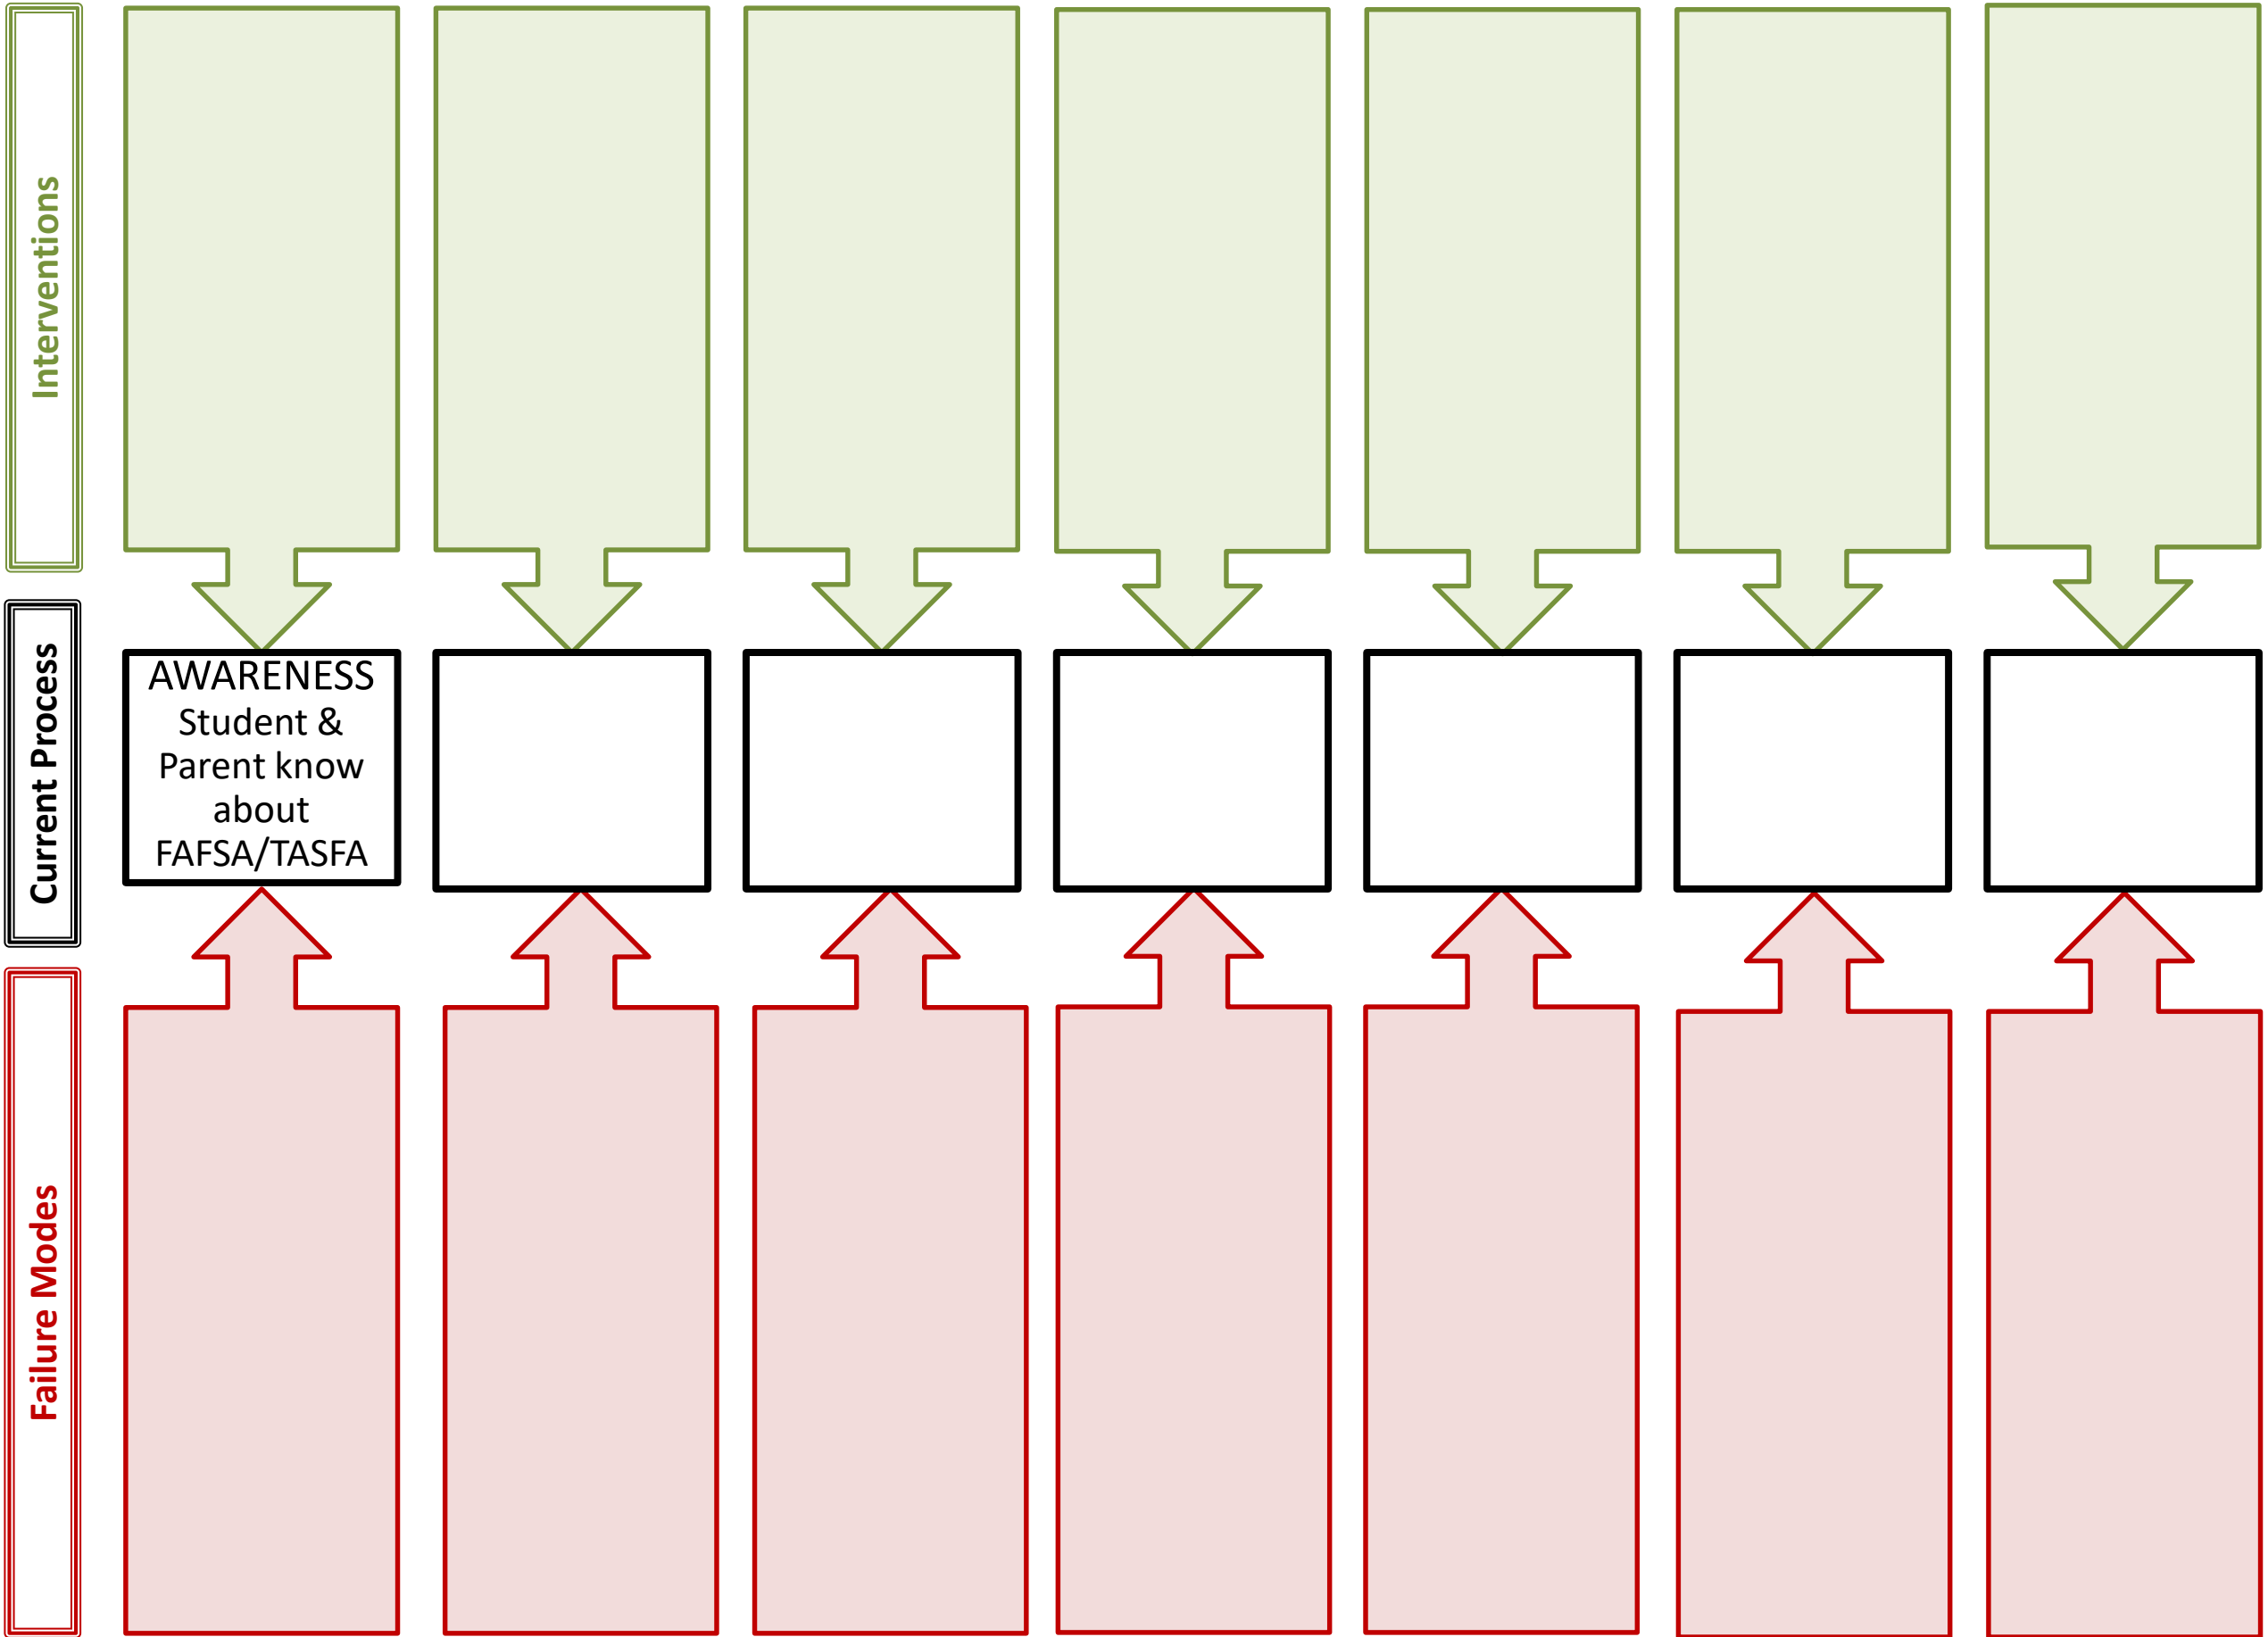 Interventions
Current Process
AWARENESS
Student &
Parent know
about
FAFSA/TASFA
Failure Modes